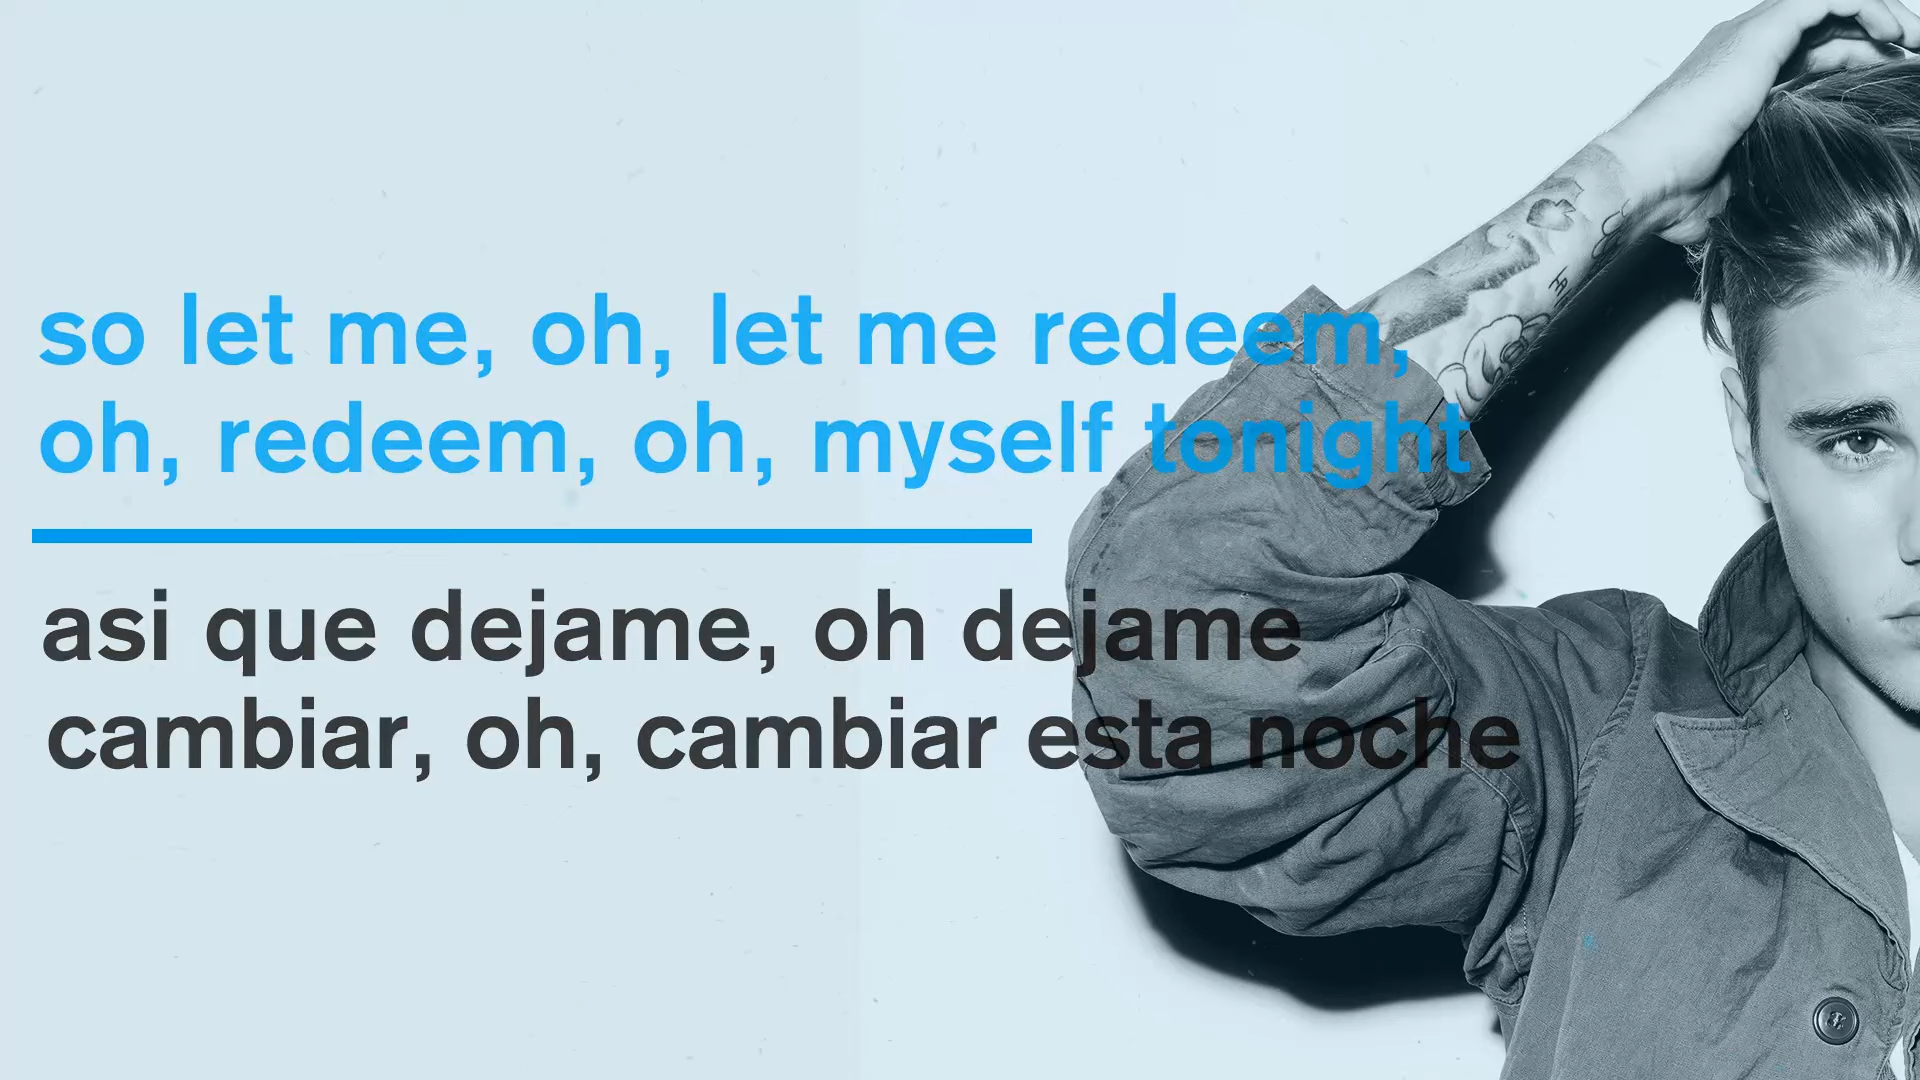 so let me, oh, let me redeem,
oh, redeem, oh, myself tonight
asi que dejame, oh dejame
cambiar, oh, cambiar esta noche